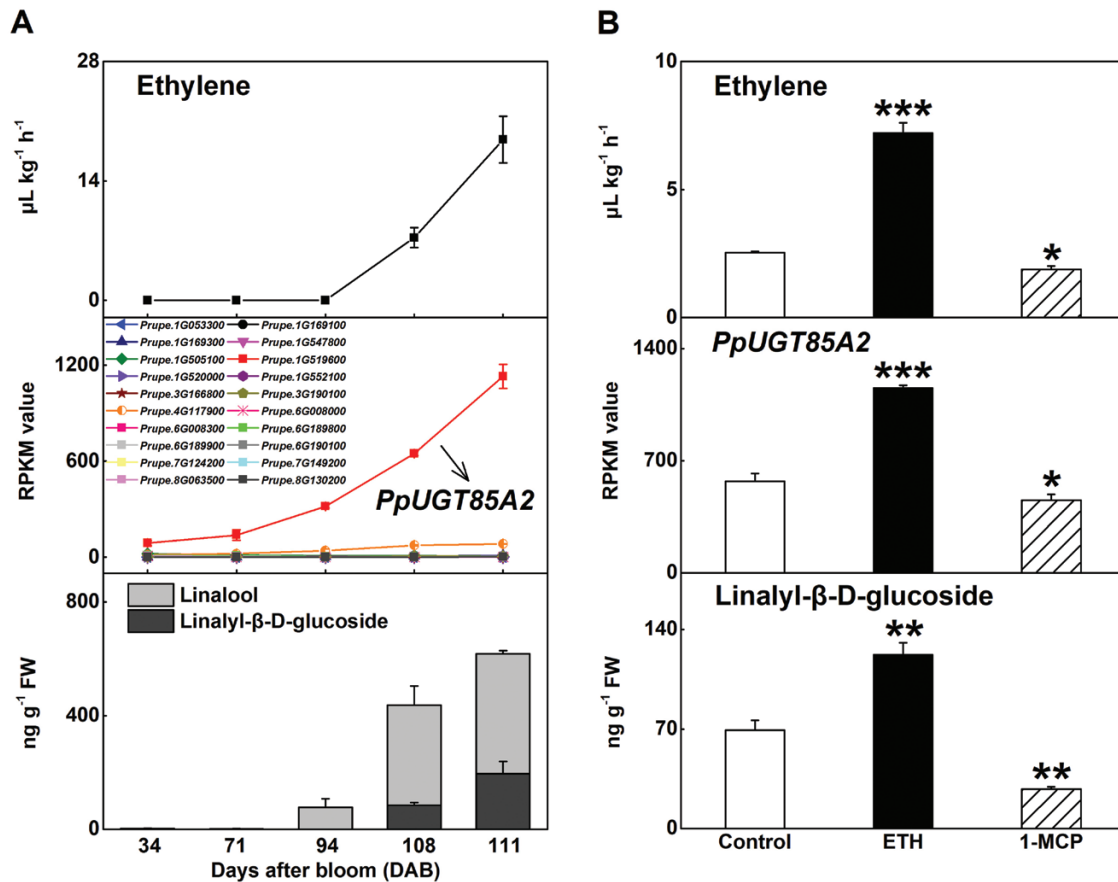 A
B
28
Ethylene
14
0
µL kg⁻¹ h⁻¹
10
Ethylene
***
5
*
0
µL kg⁻¹ h⁻¹
Prupe.1G053300 Prupe.1G169100
Prupe.1G169300 Prupe.1G547800
Prupe.1G505100 Prupe.1G519600
Prupe.1G520000 Prupe.1G552100
Prupe.3G166800 Prupe.3G190100
Prupe.4G117900 Prupe.6G008000
Prupe.6G008300 Prupe.6G189800
Prupe.6G189900 Prupe.6G190100
Prupe.7G124200 Prupe.7G149200
Prupe.8G063500 Prupe.8G130200
1200
600
0
RPKM value
PpUGT85A2
1400
PpUGT85A2
***
700
*
0
RPKM value
800
Linalool
Linalyl-β-D-glucoside
400
0
ng g⁻¹ FW
34 71 94 108 111
Days after bloom (DAB)
Linalyl-β-D-glucoside
140
**
70
**
0
ng g⁻¹ FW
Control ETH 1-MCP